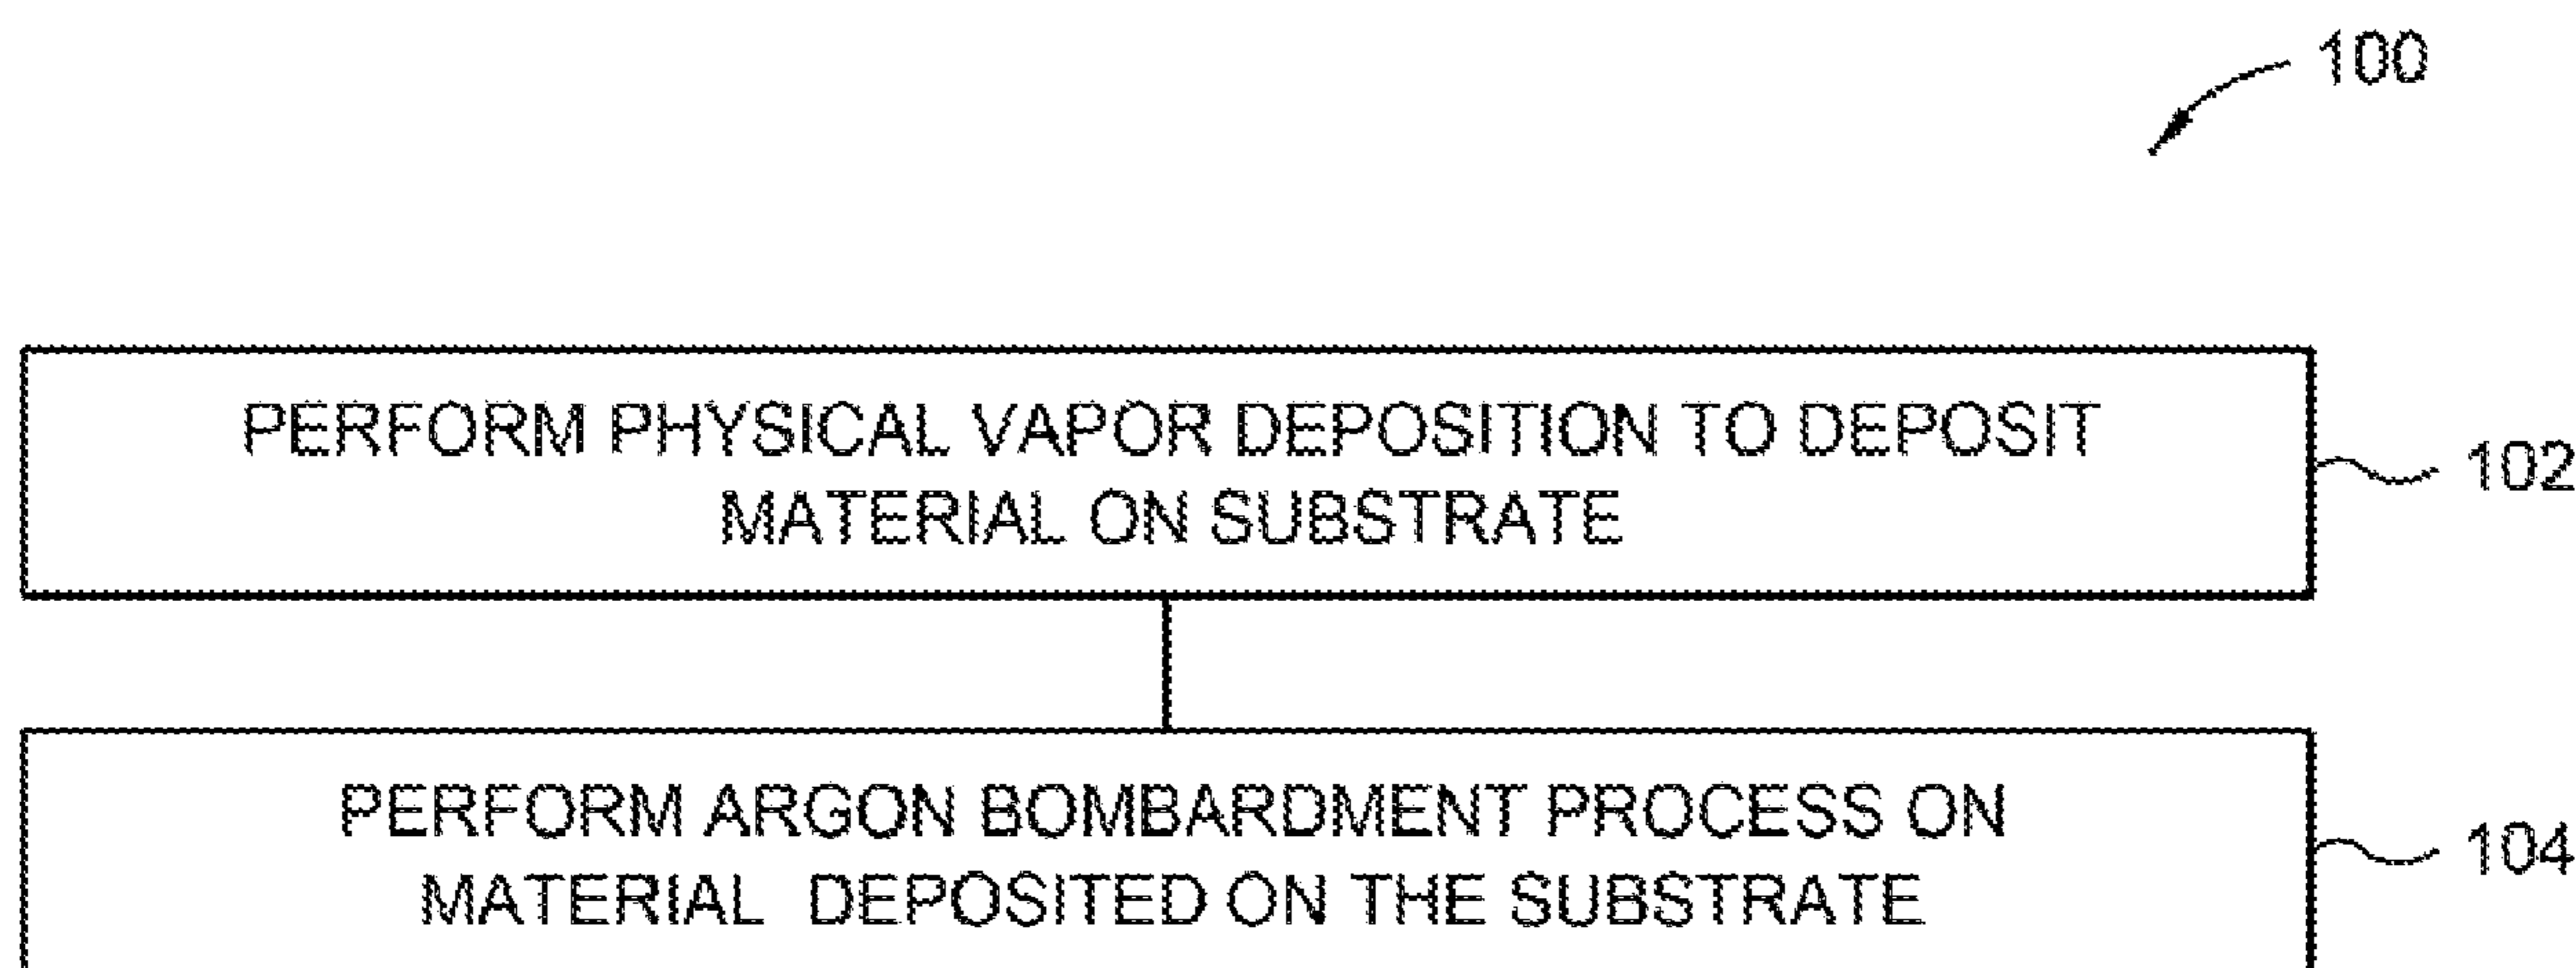 100
PERFORM PHYSICAL VAPOR DEPOSITION TO DEPOSIT
MATERIAL ON SUBSTRATE
102
PERFORM ARGON BOMBARDMENT PROCESS ON
MATERIAL DEPOSITED ON THE SUBSTRATE
104